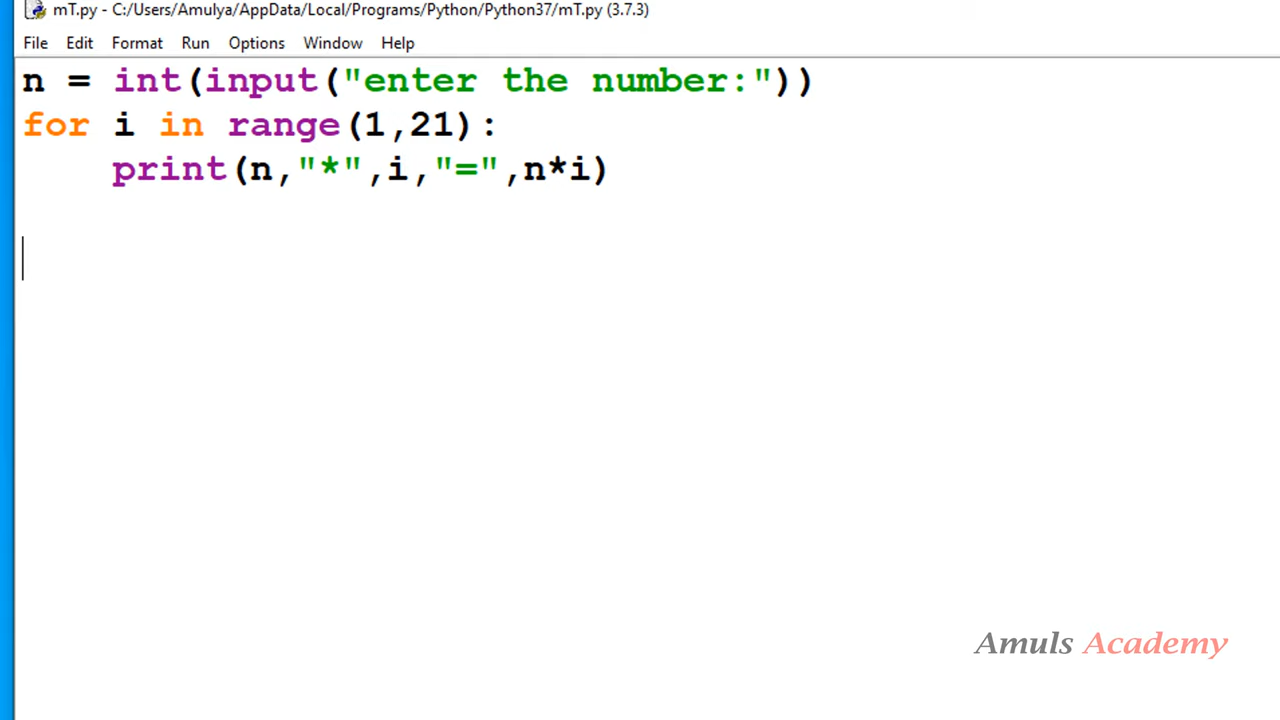 mT.py - C:/Users/Amulya/AppData/Local/Programs/Python/Python37/mT.py (3.7.3)
File Edit Format Run Options Window Help
n = int(input("enter the number:"))
for i in range(1,21):
    print(n,"*",i,"=",n*i)
Amuls Academy